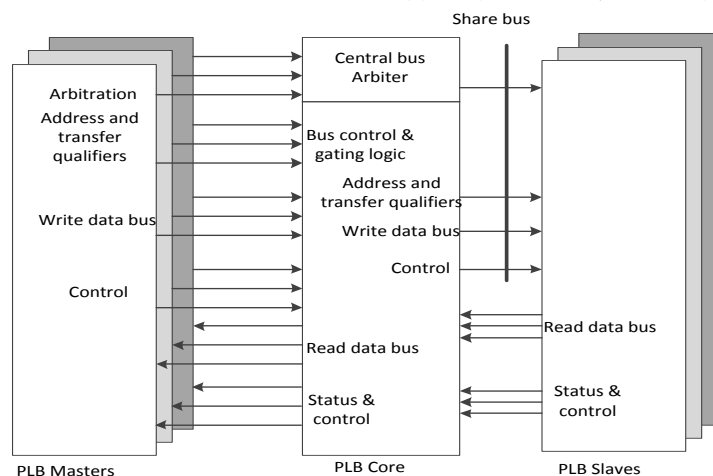 Share bus
Central bus
Arbiter
Arbitration
Address and
transfer
qualifiers
Bus control &
gating logic
Address and
transfer qualifiers
Write data bus
Write data bus
Control
Control
Read data bus
Read data bus
Status &
control
Status &
control
PLB Masters
PLB Core
PLB Slaves